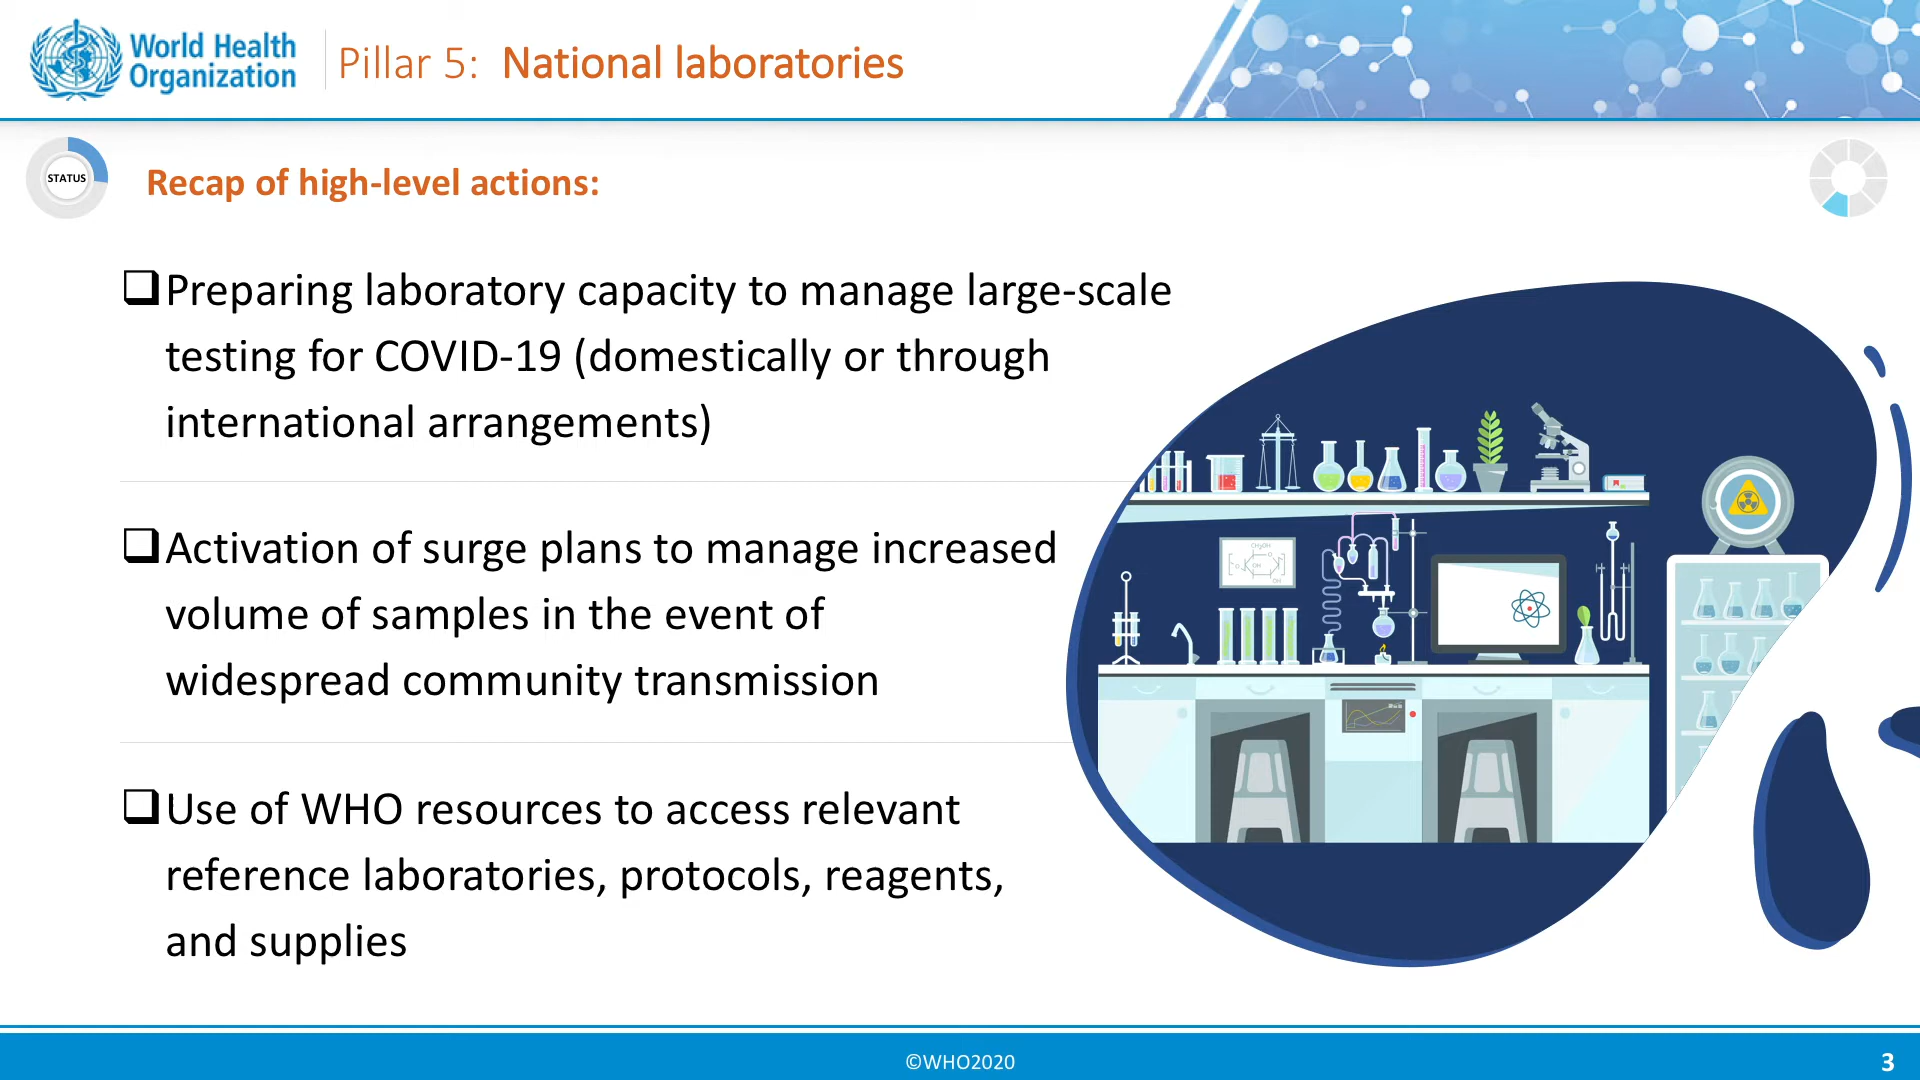 World Health
Organization
Pillar 5: National laboratories
STATUS
Recap of high-level actions:
❑Preparing laboratory capacity to manage large-scale
testing for COVID-19 (domestically or through
international arrangements)
❑Activation of surge plans to manage increased
volume of samples in the event of
widespread community transmission
❑Use of WHO resources to access relevant
reference laboratories, protocols, reagents,
and supplies
©WHO2020
3